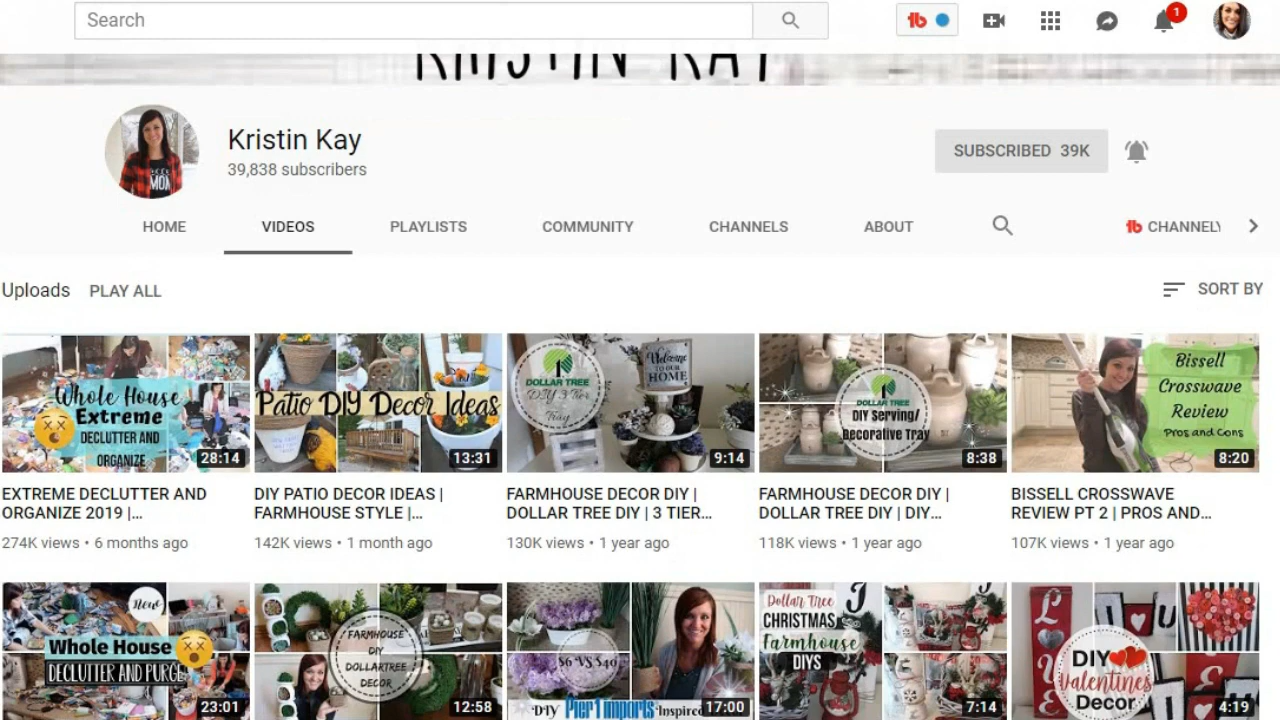 Search
1
KRISTIN KAY
Kristin Kay
39,838 subscribers
SUBSCRIBED 39K
MOM
HOME
VIDEOS
PLAYLISTS
COMMUNITY
CHANNELS
ABOUT
CHANNELY
Uploads
PLAY ALL
SORT BY
Whole House
Extreme
DECLUTTER AND
ORGANIZE
28:14
Patio DIY Decor Ideas
13:31
DOLLAR TREE
DIY 3 Tier
Tray
Welcome
TO OUR
HOME
9:14
DOLLAR TREE
DIY Serving/
Decorative Tray
8:38
Bissell
Crosswave
Review
Pros and Cons
8:20
EXTREME DECLUTTER AND
ORGANIZE 2019 |...
274K views • 6 months ago
DIY PATIO DECOR IDEAS |
FARMHOUSE STYLE |...
142K views • 1 month ago
FARMHOUSE DECOR DIY |
DOLLAR TREE DIY | 3 TIER...
130K views • 1 year ago
FARMHOUSE DECOR DIY |
DOLLAR TREE DIY | DIY...
118K views • 1 year ago
BISSELL CROSSWAVE
REVIEW PT 2 | PROS AND...
107K views • 1 year ago
New
Whole House
DECLUTTER AND PURGE
23:01
FARMHOUSE
DIY
DOLLARTREE
DECOR
12:58
$6 VS $40
DIY Pier 1 imports Inspired
17:00
Dollar Tree
CHRISTMAS
Farmhouse
DIYS
J
J
7:14
DIY
Valentines
Decor
4:19